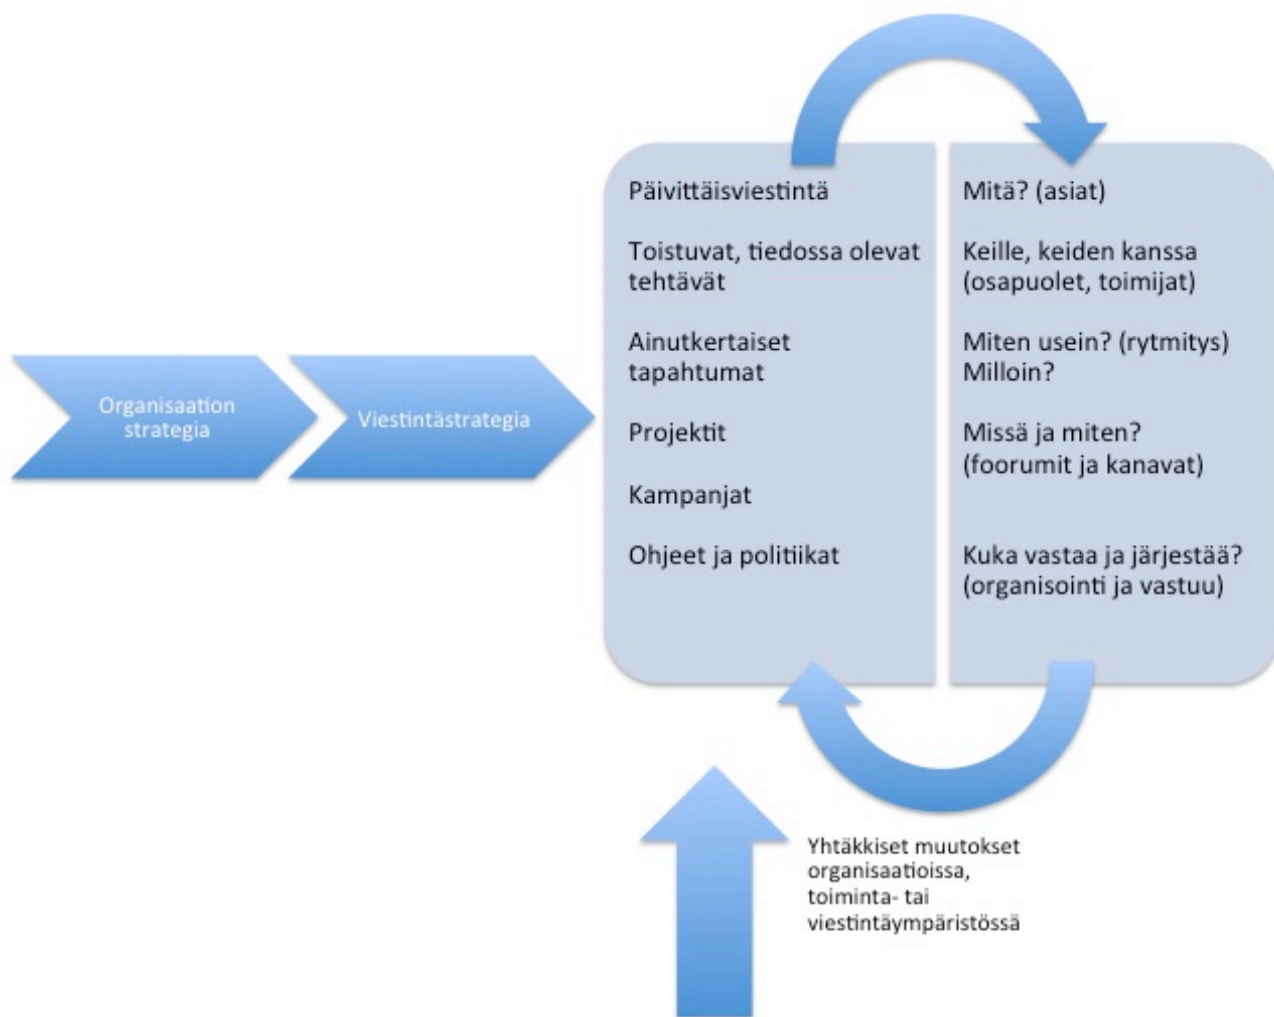 Organisaation
strategia
Viestintästrategia
Päivittäisviestintä
Toistuvat, tiedossa olevat
tehtävät
Ainutkertaiset
tapahtumat
Projektit
Kampanjat
Ohjeet ja politiikat
Mitä? (asiat)
Keille, keiden kanssa
(osapuolet, toimijat)
Miten usein? (rytmitys)
Milloin?
Missä ja miten?
(foorumit ja kanavat)
Kuka vastaa ja järjestää?
(organisointi ja vastuu)
Yhtäkkiset muutokset
organisaatioissa,
toiminta- tai
viestintäympäristössä